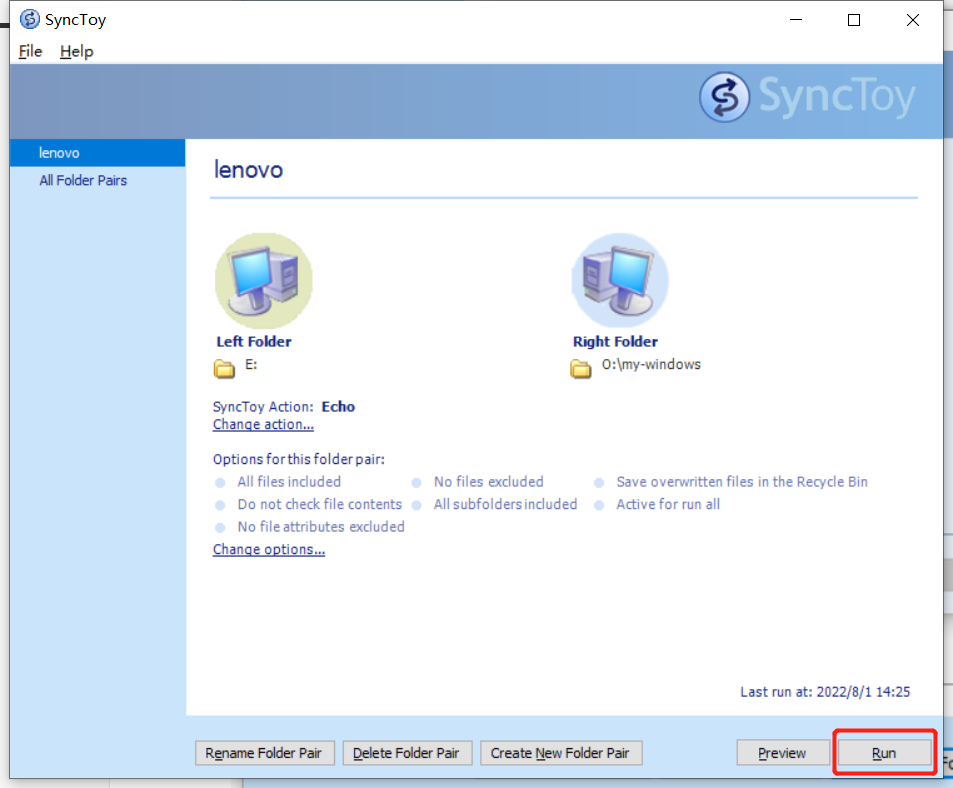 SyncToy
File Help
SyncToy
lenovo
All Folder Pairs
lenovo
Left Folder
E:
Right Folder
O:\my-windows
SyncToy Action: Echo
Change action...
Options for this folder pair:
All files included No files excluded Save overwritten files in the Recycle Bin
Do not check file contents All subfolders included Active for run all
No file attributes excluded
Change options...
Last run at: 2022/8/1 14:25
Rename Folder Pair Delete Folder Pair Create New Folder Pair Preview Run